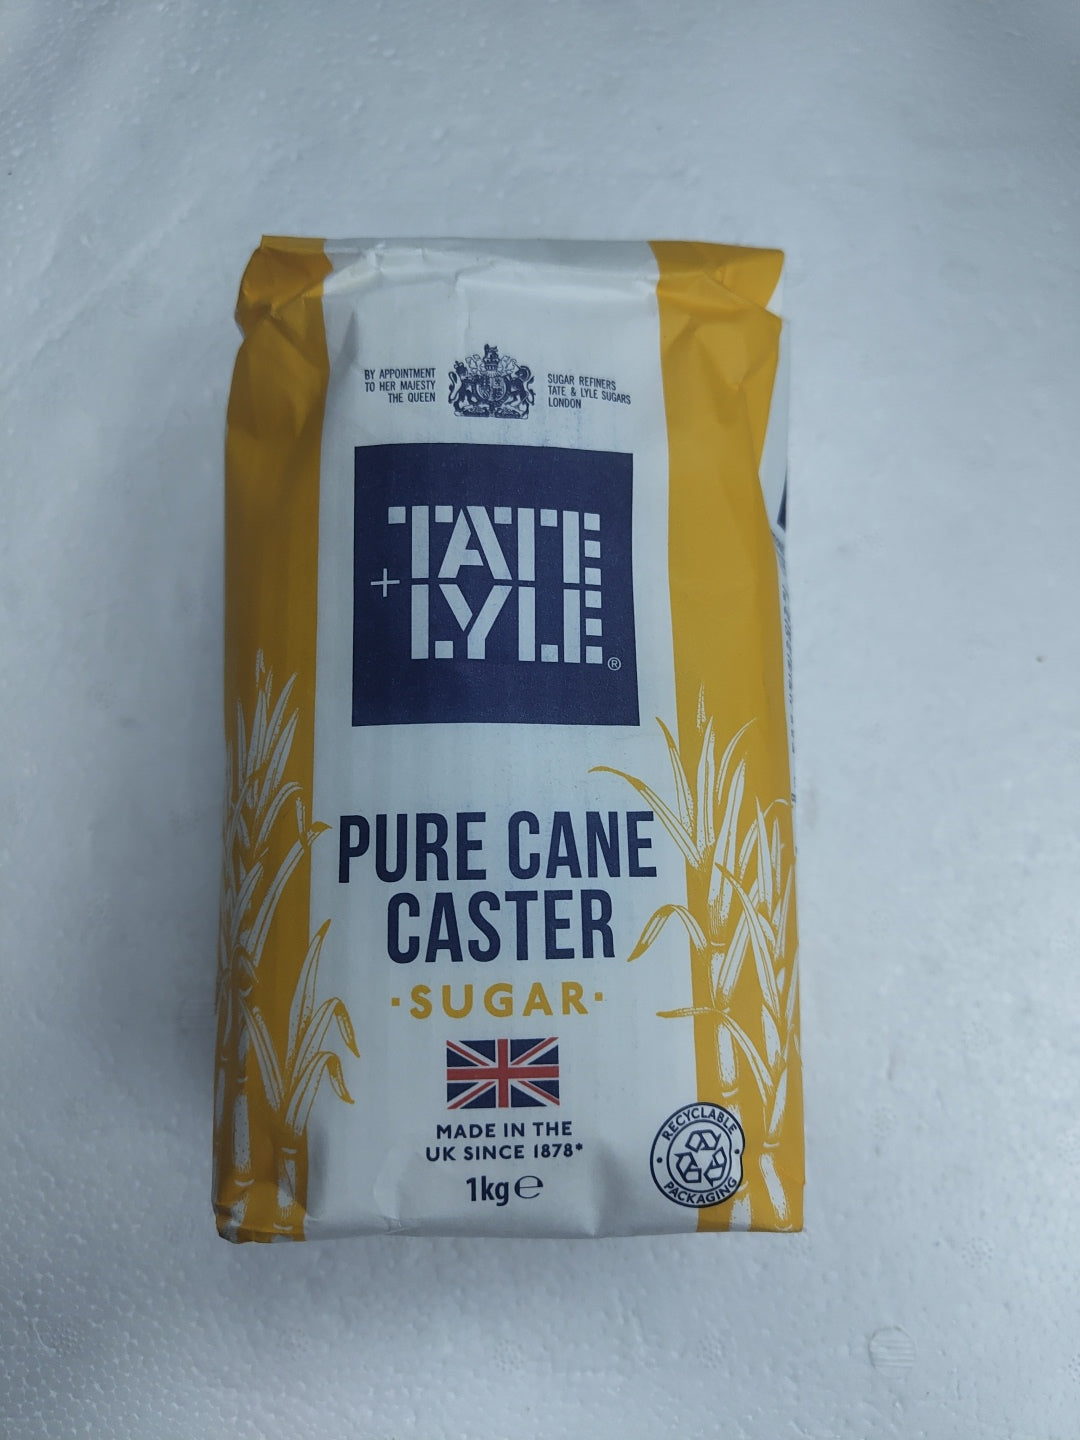 BY APPOINTMENT
TO HER MAJESTY
THE QUEEN
SUGAR REFINERS
TATE & LYLE SUGARS
LONDON
TATE
+
LYLE®
PURE CANE
CASTER
·SUGAR·
MADE IN THE
UK SINCE 1878*
1kg℮
RECYCLABLE
PACKAGING